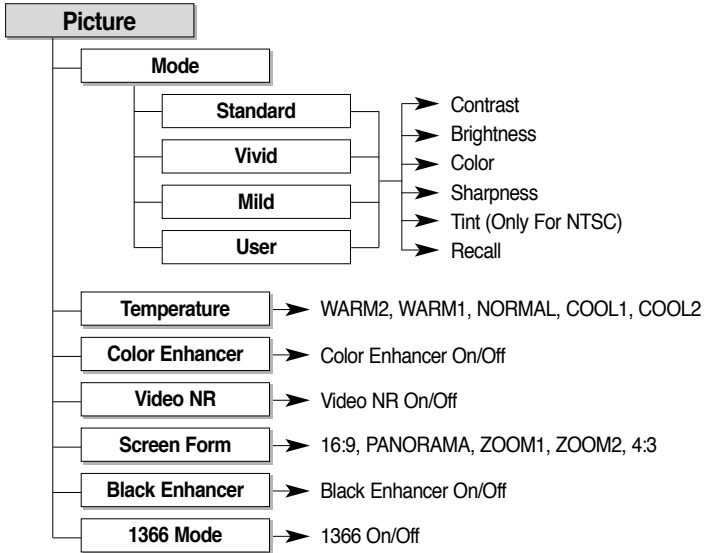 Picture
Mode
Standard
Vivid
Mild
User
Contrast
Brightness
Color
Sharpness
Tint (Only For NTSC)
Recall
Temperature
WARM2, WARM1, NORMAL, COOL1, COOL2
Color Enhancer
Color Enhancer On/Off
Video NR
Video NR On/Off
Screen Form
16:9, PANORAMA, ZOOM1, ZOOM2, 4:3
Black Enhancer
Black Enhancer On/Off
1366 Mode
1366 On/Off